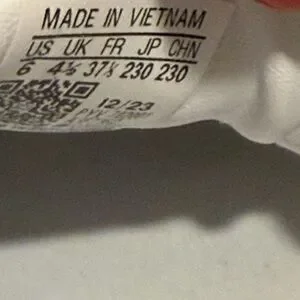 MADE IN VIETNAM
US UK FR JP CHN
6 4½ 37⅓ 230 230
12/23